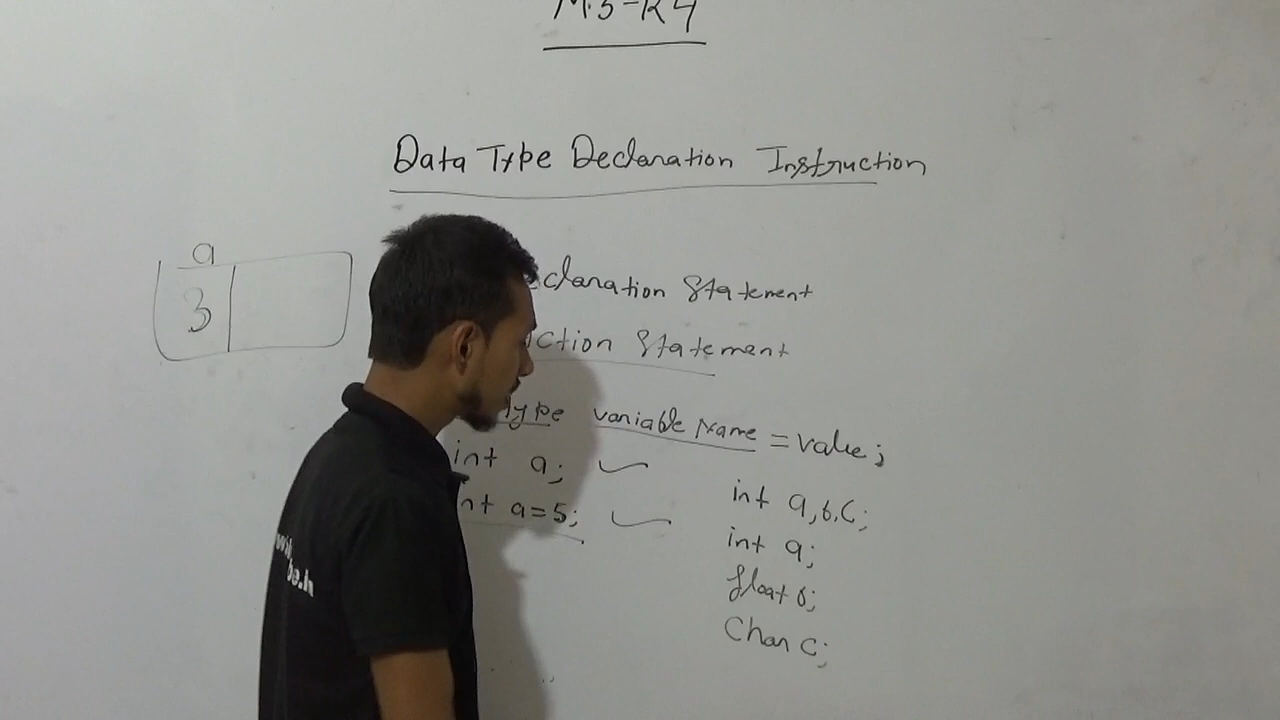 M3-R4
Data Type Declaration Instruction
a
3
claration Statement
ction Statement
type variable Name = value;
int a;
nt a=5;
int a,b,c;
int a;
float b;
Char c;